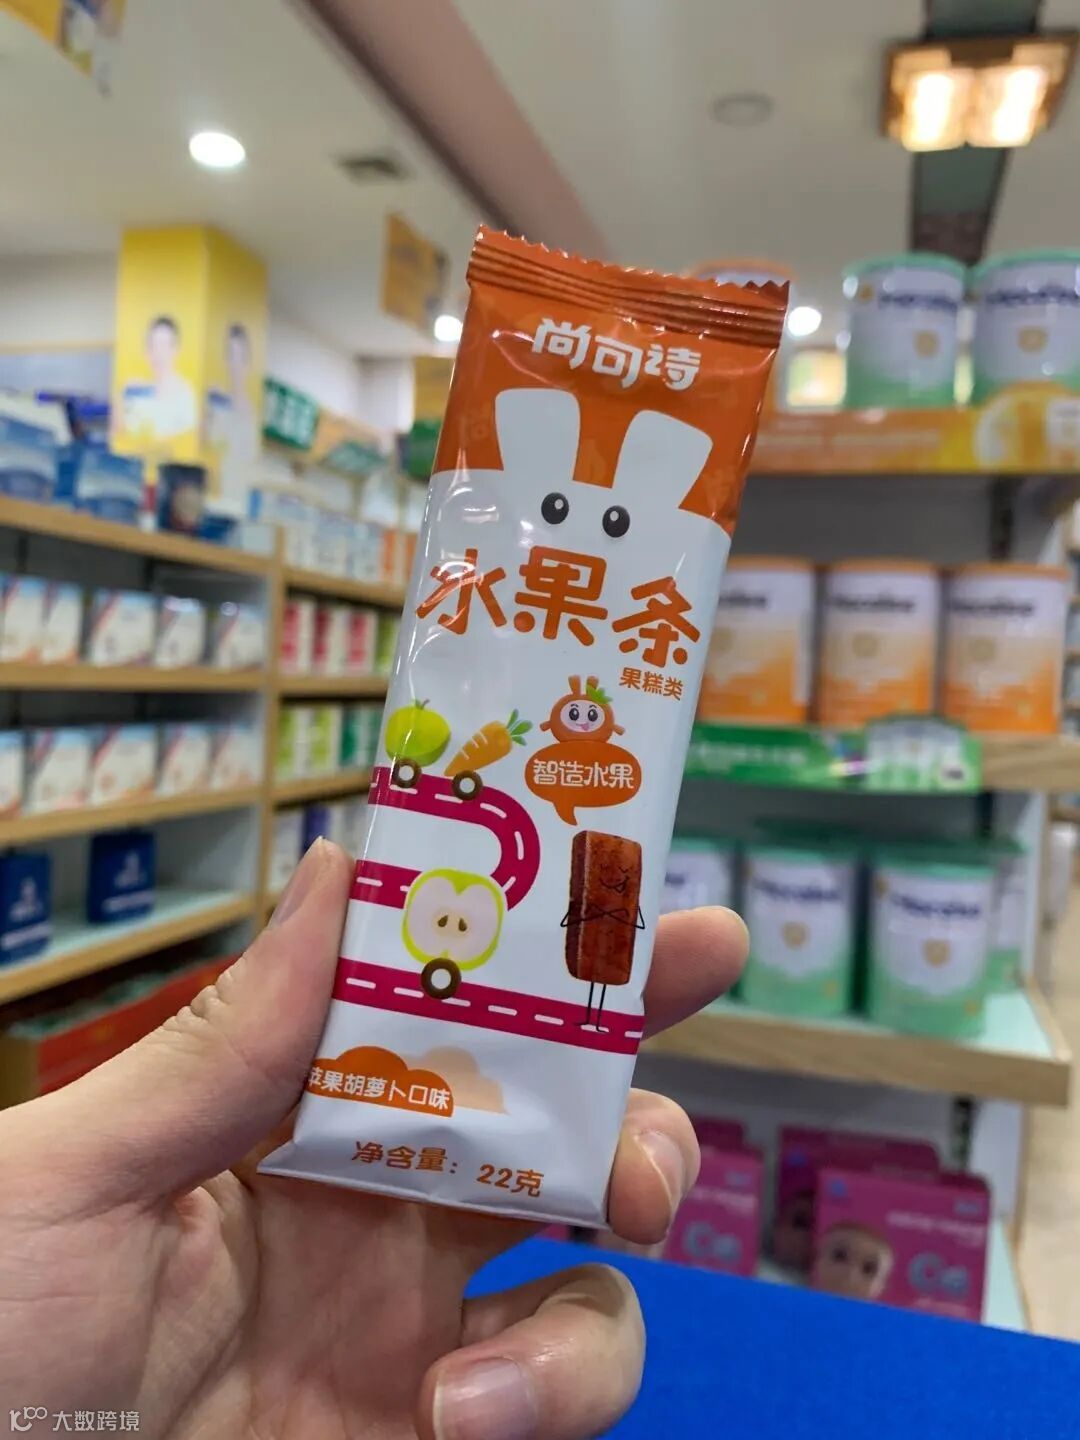 尚可诗
水果条
果糕类
智造水果
苹果胡萝卜口味
净含量：22克
大数跨境